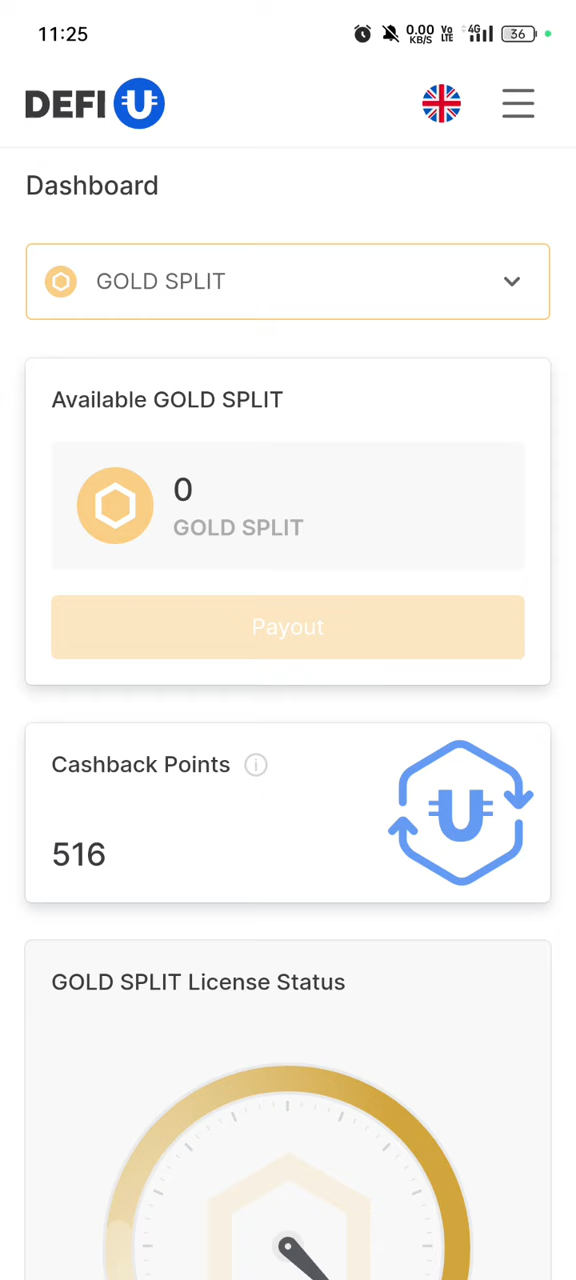 11:25
0.00 KB/S
Vo LTE
4G
36
DEFI U
Dashboard
GOLD SPLIT
Available GOLD SPLIT
0
GOLD SPLIT
Payout
Cashback Points
516
GOLD SPLIT License Status